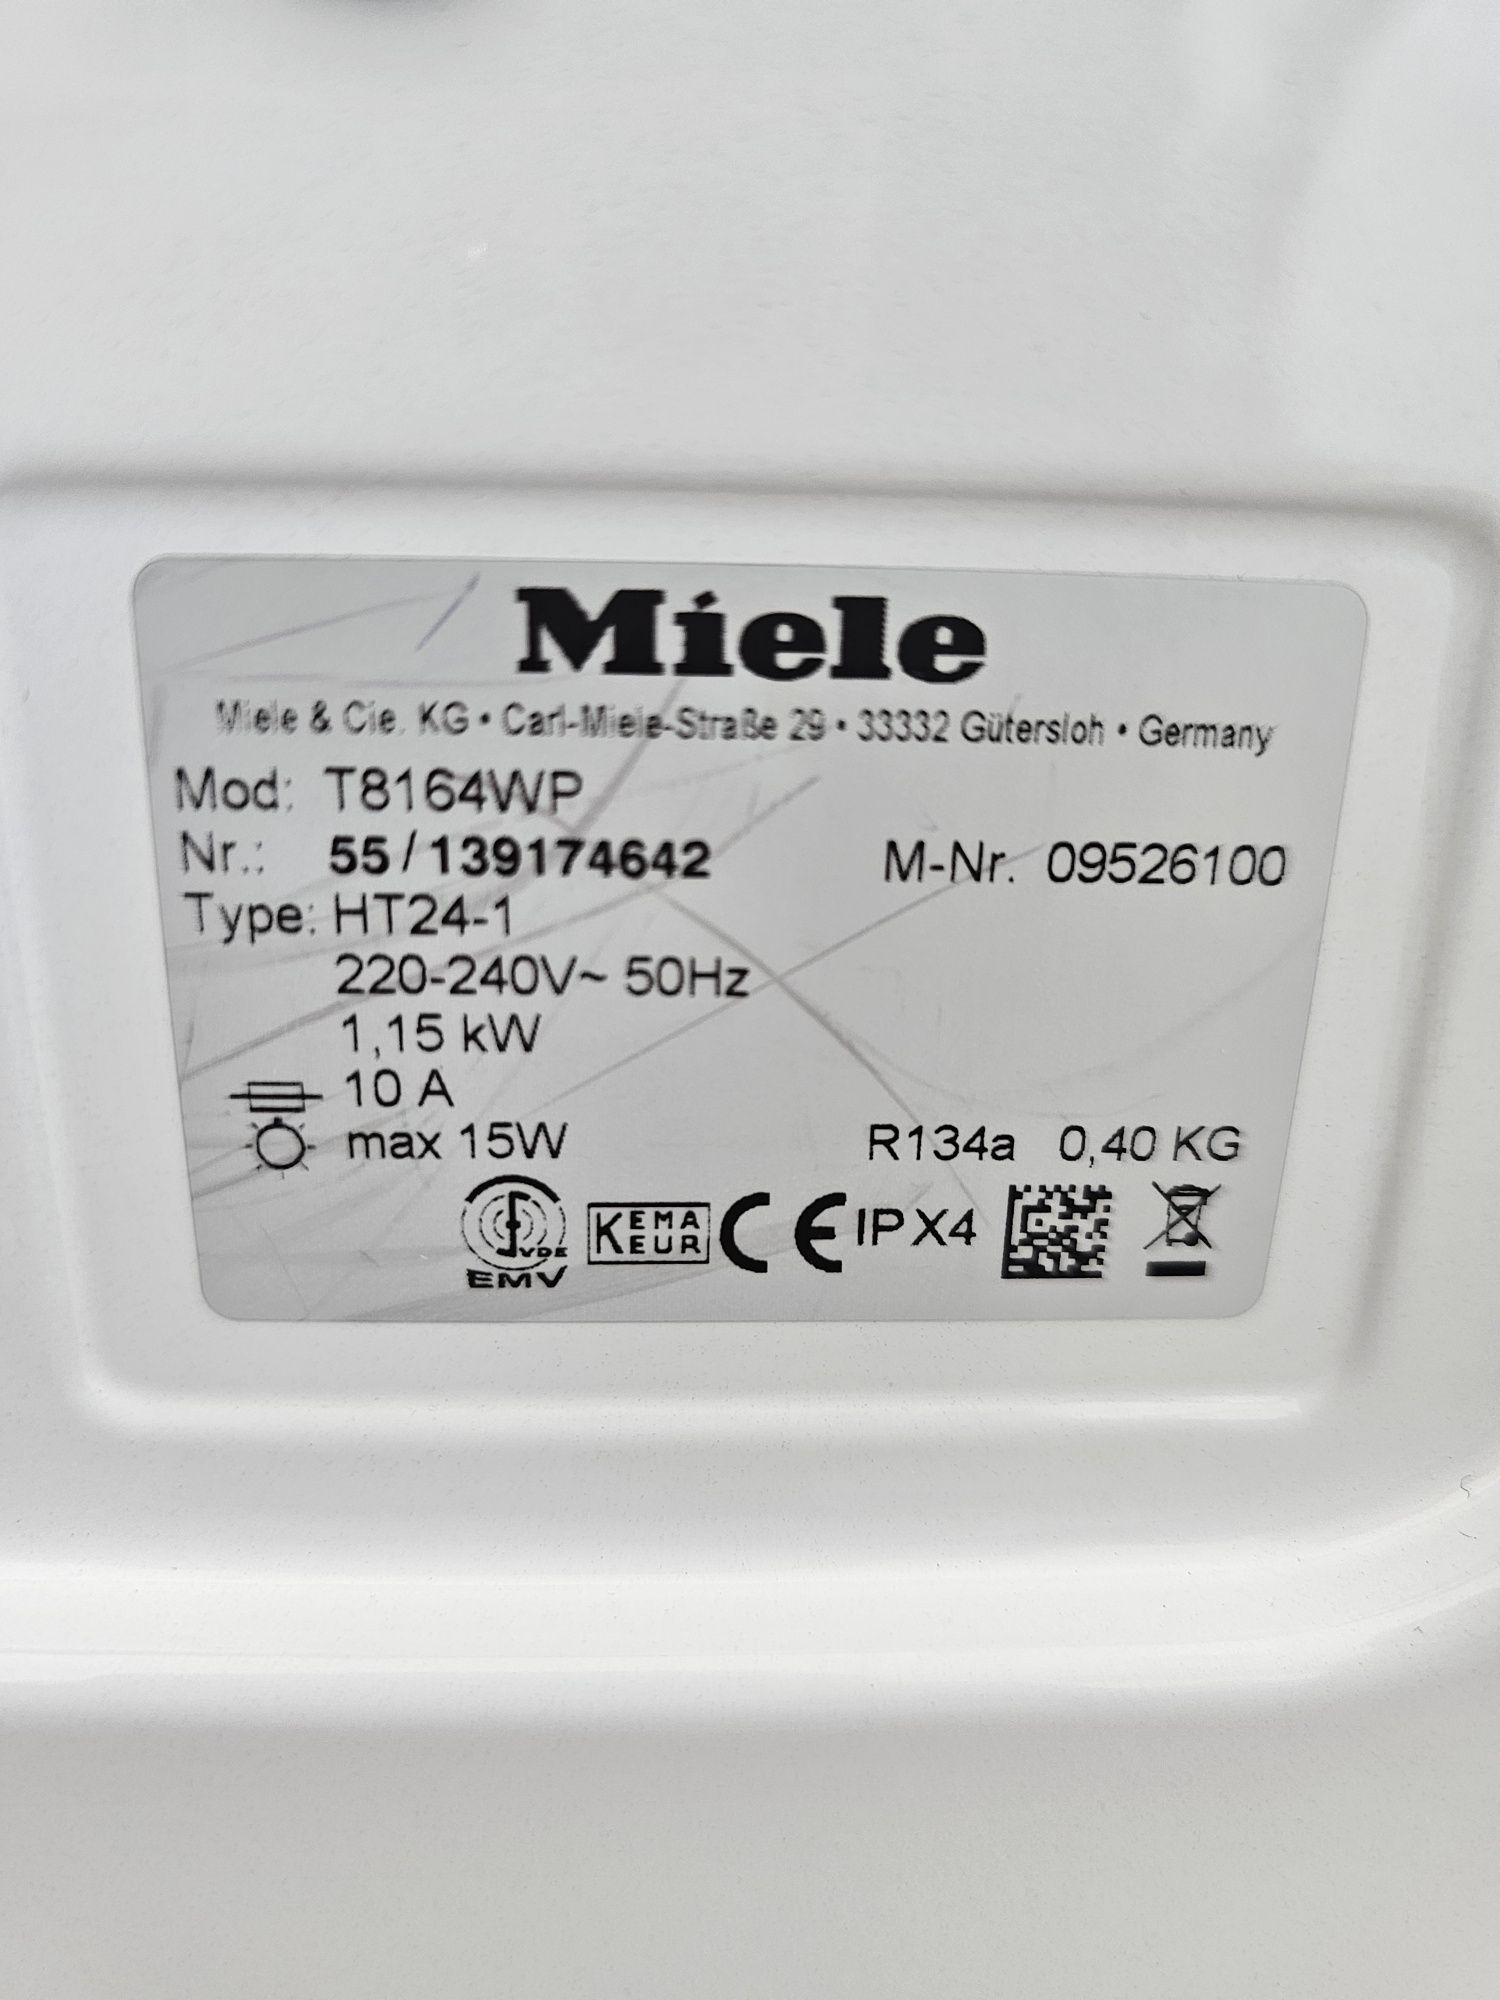 Miele
Miele & Cie. KG • Carl-Miele-Straße 29 • 33332 Gütersloh • Germany
Mod: T8164WP
Nr.: 55/139174642 M-Nr. 09526100
Type: HT24-1
220-240V~ 50Hz
1,15 kW
10 A
max 15W R134a 0,40 KG
VDE
EMV
KEMA
KEUR
CE
IPX4